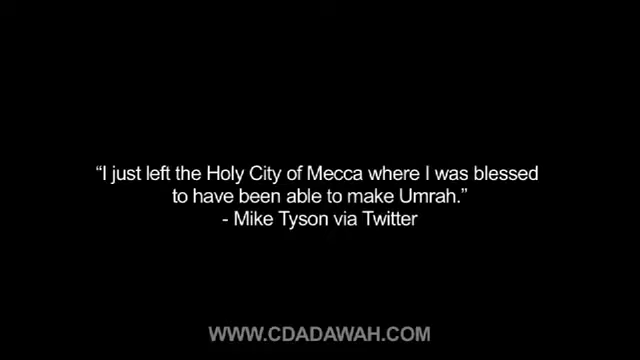 “I just left the Holy City of Mecca where I was blessed
to have been able to make Umrah.”
- Mike Tyson via Twitter
WWW.CDADAWAH.COM